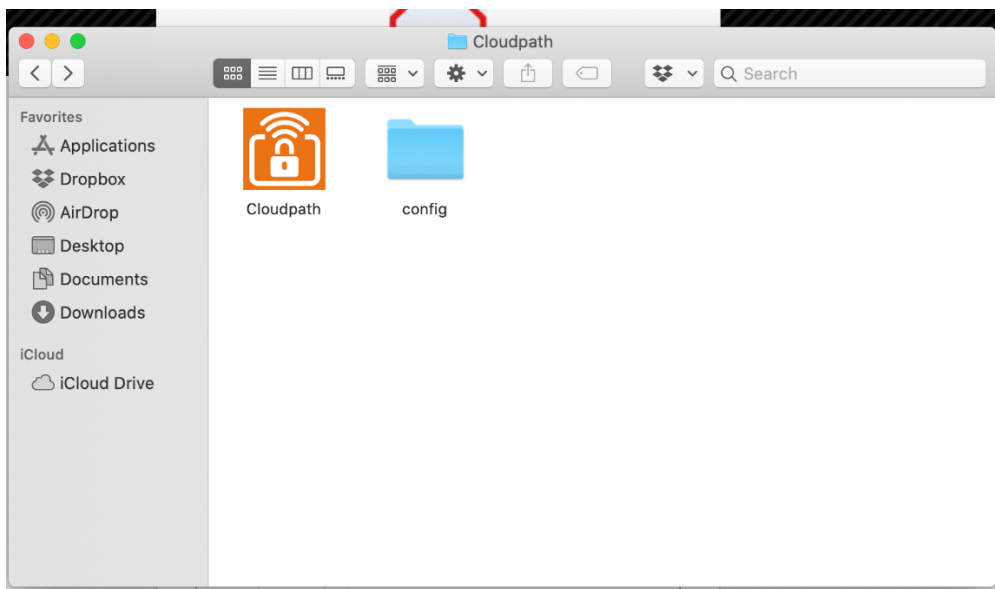 Cloudpath
Search
Favorites
Applications
Dropbox
AirDrop
Desktop
Documents
Downloads
iCloud
iCloud Drive
Cloudpath
config